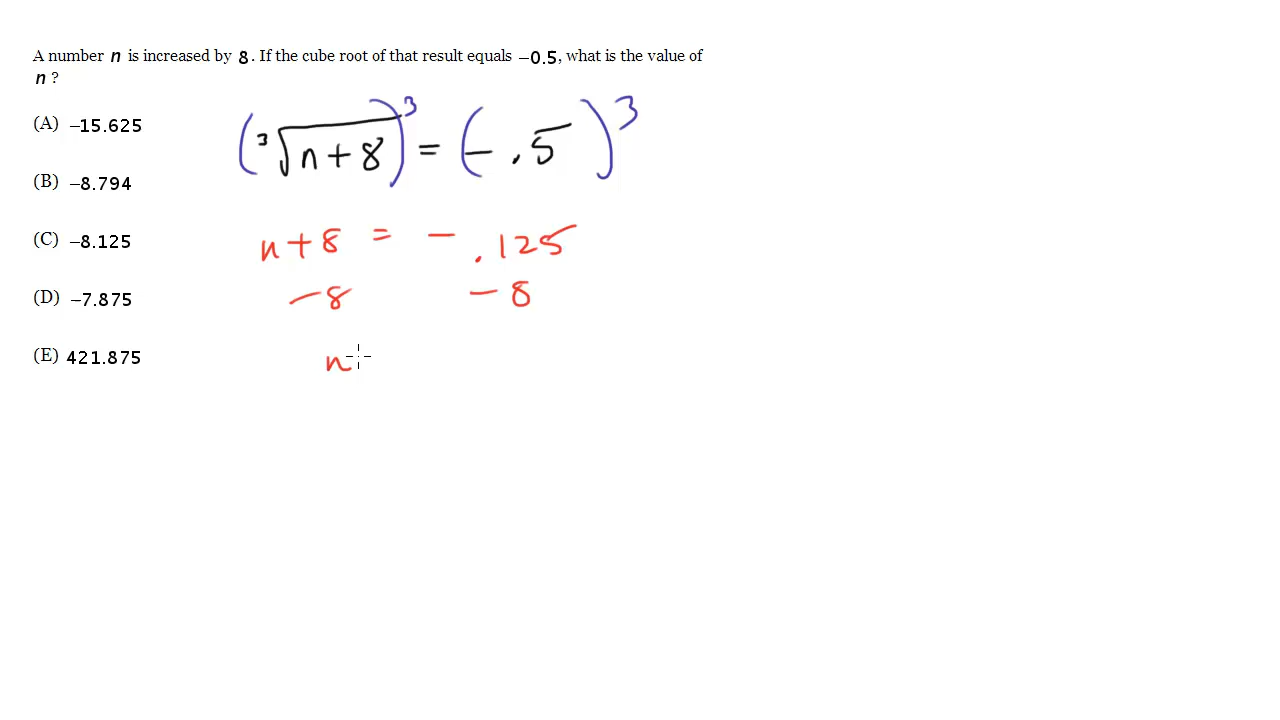 A number n is increased by 8. If the cube root of that result equals −0.5, what is the value of
n ?
(A) −15.625
(∛n+8)³ = (− .5)³
(B) −8.794
(C) −8.125
n+8 = − .125
(D) −7.875
−8 −8
(E) 421.875
n